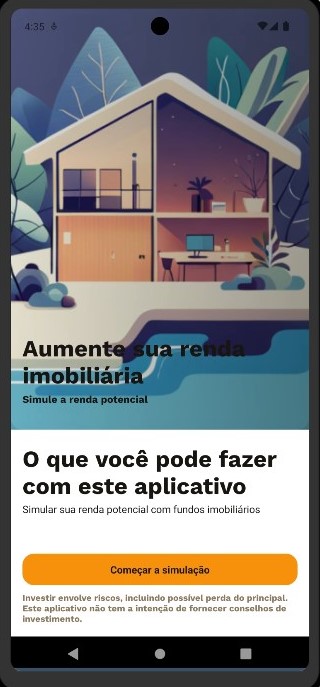 4:35
Aumente sua renda
imobiliária
Simule a renda potencial
O que você pode fazer
com este aplicativo
Simular sua renda potencial com fundos imobiliários
Começar a simulação
Investir envolve riscos, incluindo possível perda do principal.
Este aplicativo não tem a intenção de fornecer conselhos de
investimento.